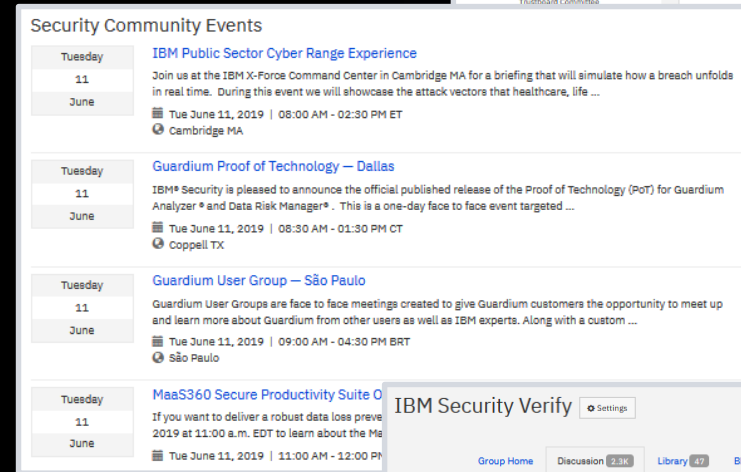 Trustboard Committee
Security Community Events
Tuesday
11
June
IBM Public Sector Cyber Range Experience
Join us at the IBM X-Force Command Center in Cambridge MA for a briefing that will simulate how a breach unfolds
in real time. During this event we will showcase the attack vectors that healthcare, life ...
Tue June 11, 2019 | 08:00 AM - 02:30 PM ET
Cambridge MA
Tuesday
11
June
Guardium Proof of Technology — Dallas
IBM® Security is pleased to announce the official published release of the Proof of Technology (PoT) for Guardium
Analyzer ® and Data Risk Manager® . This is a one-day face to face event targeted ...
Tue June 11, 2019 | 08:30 AM - 01:30 PM CT
Coppell TX
Tuesday
11
June
Guardium User Group — São Paulo
Guardium User Groups are face to face meetings created to give Guardium customers the opportunity to meet up
and learn more about Guardium from other users as well as IBM experts. Along with a custom ...
Tue June 11, 2019 | 09:00 AM - 04:30 PM BRT
São Paulo
Tuesday
11
June
MaaS360 Secure Productivity Suite O
If you want to deliver a robust data loss preve
2019 at 11:00 a.m. EDT to learn about the Ma
Tue June 11, 2019 | 11:00 AM - 12:00 PM
IBM Security Verify Settings
Group Home Discussion 2.3K Library 47 B